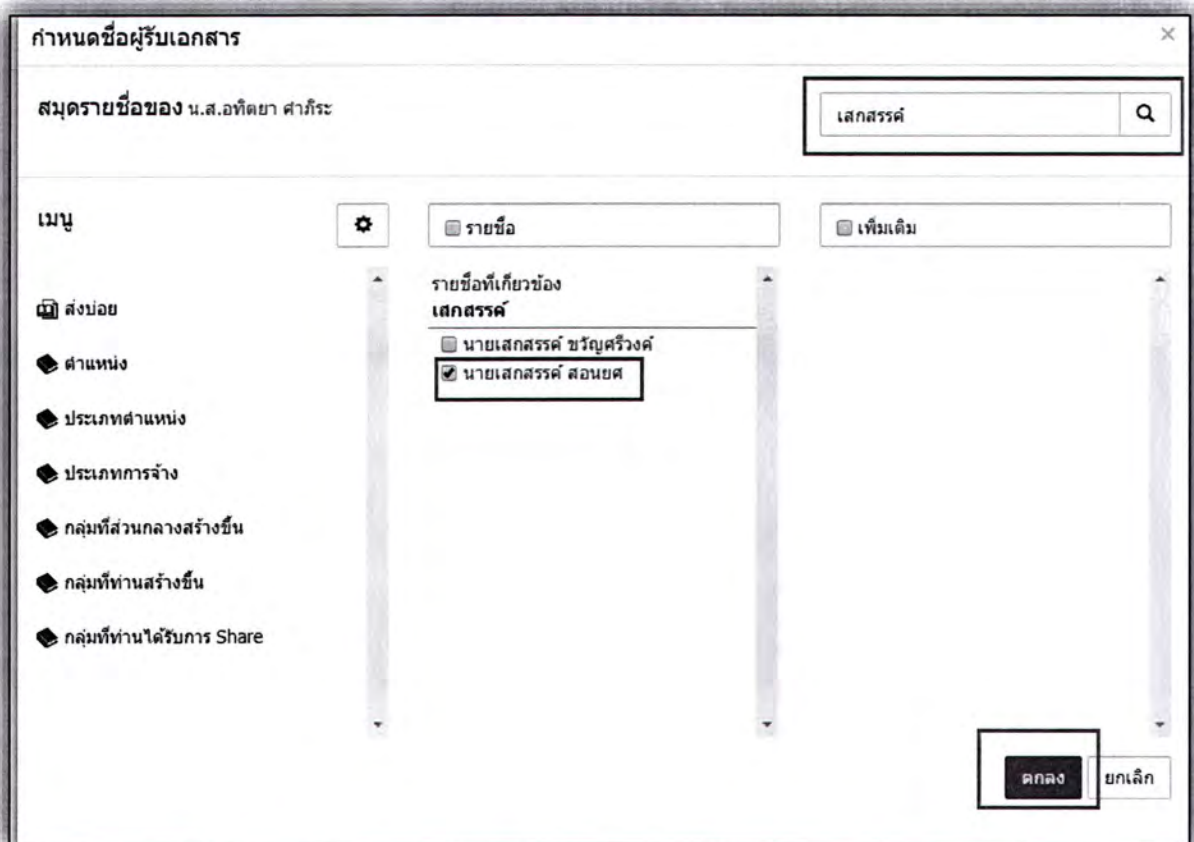 กำหนดชื่อผู้รับเอกสาร
×
สมุดรายชื่อของ น.ส.อทิตยา ศาภิระ
เสกสรรค์
เมนู
รายชื่อ
เพิ่มเติม
ส่งบ่อย
ตำแหน่ง
ประเภทตำแหน่ง
ประเภทการจ้าง
กลุ่มที่ส่วนกลางสร้างขึ้น
กลุ่มที่ท่านสร้างขึ้น
กลุ่มที่ท่านได้รับการ Share
รายชื่อที่เกี่ยวข้อง
เสกสรรค์
นายเสกสรรค์ ขวัญศรีวงค์
นายเสกสรรค์ สอนยศ
ตกลง
ยกเลิก